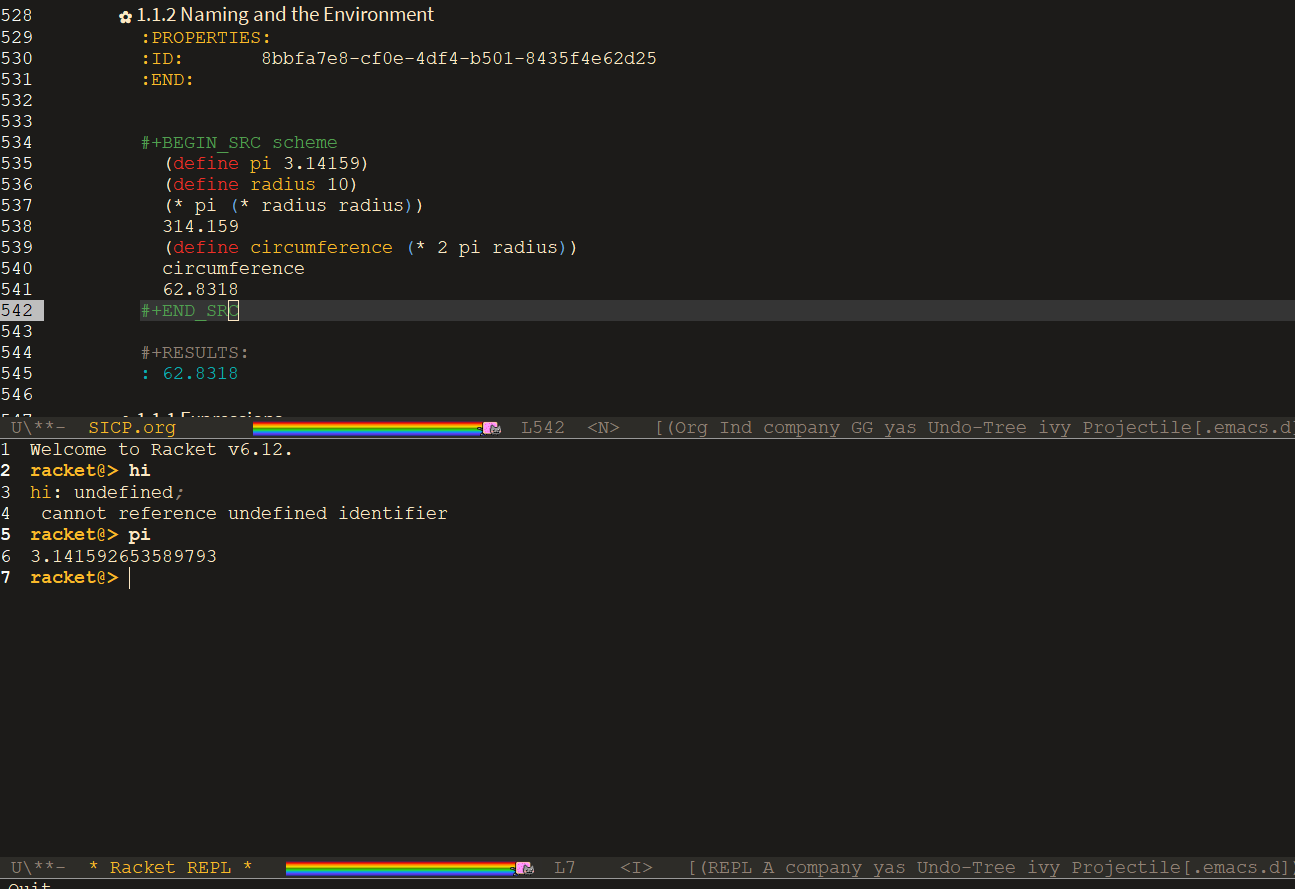 528 ✿ 1.1.2 Naming and the Environment
529 :PROPERTIES:
530 :ID: 8bbfa7e8-cf0e-4df4-b501-8435f4e62d25
531 :END:
532
533
534 #+BEGIN_SRC scheme
535 (define pi 3.14159)
536 (define radius 10)
537 (* pi (* radius radius))
538 314.159
539 (define circumference (* 2 pi radius))
540 circumference
541 62.8318
542 #+END_SRC
543
544 #+RESULTS:
545 : 62.8318
546
547 1.1.1 Expressions
U\**- SICP.org L542 <N> [(Org Ind company GG yas Undo-Tree ivy Projectile[.emacs.d]
1 Welcome to Racket v6.12.
2 racket@> hi
3 hi: undefined;
4 cannot reference undefined identifier
5 racket@> pi
6 3.141592653589793
7 racket@>
U\**- * Racket REPL * L7 <I> [(REPL A company yas Undo-Tree ivy Projectile[.emacs.d])
Quit